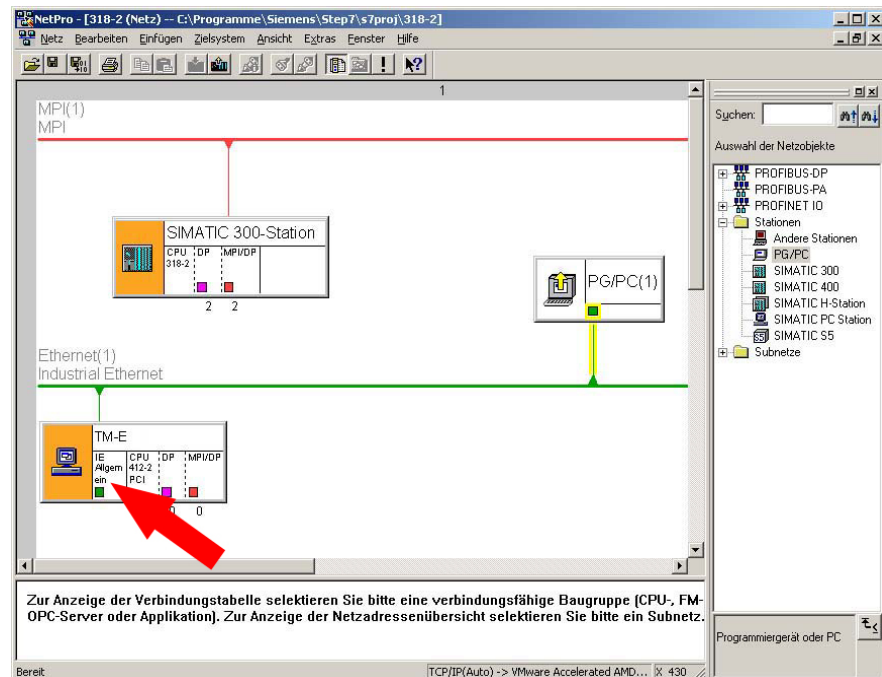 NetPro - [318-2 (Netz) -- C:\Programme\Siemens\Step7\s7proj\318-2]
Netz Bearbeiten Einfügen Zielsystem Ansicht Extras Fenster Hilfe
1
MPI(1)
MPI
SIMATIC 300-Station
CPU DP MPI/DP
318-2
2 2
PG/PC(1)
Ethernet(1)
Industrial Ethernet
TM-E
IE CPU DP MPI/DP
Allgem 412-2
ein PCI
0 0
Zur Anzeige der Verbindungstabelle selektieren Sie bitte eine verbindungsfähige Baugruppe (CPU-, FM-
OPC-Server oder Applikation). Zur Anzeige der Netzadressenübersicht selektieren Sie bitte ein Subnetz.
Suchen:
Auswahl der Netzobjekte
PROFIBUS-DP
PROFIBUS-PA
PROFINET IO
Stationen
Andere Stationen
PG/PC
SIMATIC 300
SIMATIC 400
SIMATIC H-Station
SIMATIC PC Station
SIMATIC S5
Subnetze
Programmiergerät oder PC
Bereit
TCP/IP(Auto) -> VMware Accelerated AMD... X 430